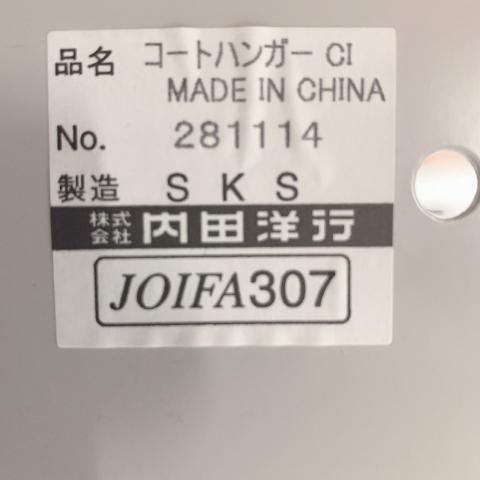 品名 コートハンガー CI
MADE IN CHINA
No. 281114
製造 S K S
株式会社 内田洋行
JOIFA307